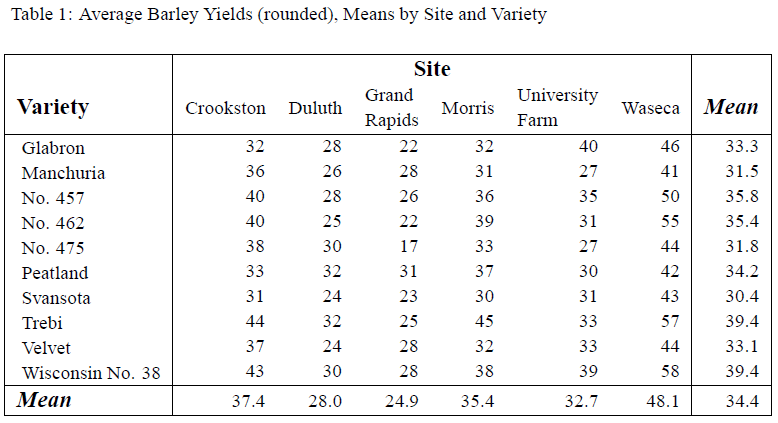 Table 1: Average Barley Yields (rounded), Means by Site and Variety
Site
Variety Crookston Duluth Grand Rapids Morris University Farm Waseca Mean
Glabron 32 28 22 32 40 46 33.3
Manchuria 36 26 28 31 27 41 31.5
No. 457 40 28 26 36 35 50 35.8
No. 462 40 25 22 39 31 55 35.4
No. 475 38 30 17 33 27 44 31.8
Peatland 33 32 31 37 30 42 34.2
Svansota 31 24 23 30 31 43 30.4
Trebi 44 32 25 45 33 57 39.4
Velvet 37 24 28 32 33 44 33.1
Wisconsin No. 38 43 30 28 38 39 58 39.4
Mean 37.4 28.0 24.9 35.4 32.7 48.1 34.4